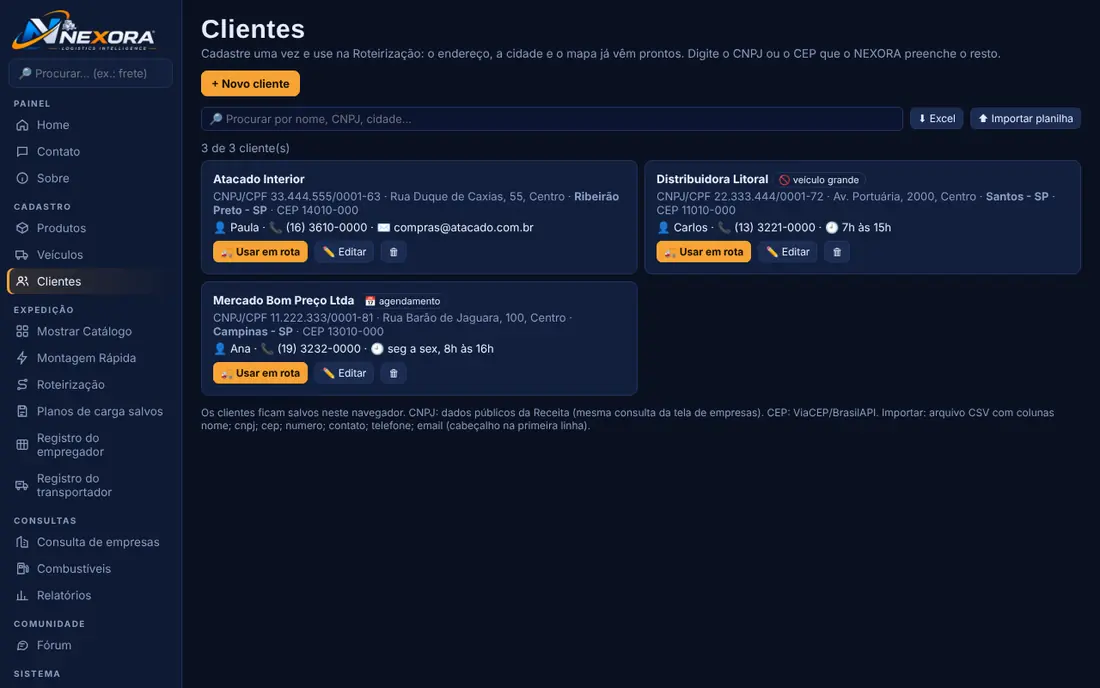 NEXORA
LOGISTICS INTELLIGENCE
Procurar... (ex.: frete)
PAINEL
Home
Contato
Sobre
CADASTRO
Produtos
Veículos
Clientes
EXPEDIÇÃO
Mostrar Catálogo
Montagem Rápida
Roteirização
Planos de carga salvos
Registro do
empregador
Registro do
transportador
CONSULTAS
Consulta de empresas
Combustíveis
Relatórios
COMUNIDADE
Fórum
SISTEMA
Clientes
Cadastre uma vez e use na Roteirização: o endereço, a cidade e o mapa já vêm prontos. Digite o CNPJ ou o CEP que o NEXORA preenche o resto.
+ Novo cliente
🔎 Procurar por nome, CNPJ, cidade...
⬇ Excel
⬆ Importar planilha
3 de 3 cliente(s)
Atacado Interior
CNPJ/CPF 33.444.555/0001-63 · Rua Duque de Caxias, 55, Centro · Ribeirão
Preto - SP · CEP 14010-000
👤 Paula · 📞 (16) 3610-0000 · ✉️ compras@atacado.com.br
🚚 Usar em rota ✏️ Editar 🗑
Distribuidora Litoral 🚫 veículo grande
CNPJ/CPF 22.333.444/0001-72 · Av. Portuária, 2000, Centro · Santos - SP ·
CEP 11010-000
👤 Carlos · 📞 (13) 3221-0000 · 🕗 7h às 15h
🚚 Usar em rota ✏️ Editar 🗑
Mercado Bom Preço Ltda 📅 agendamento
CNPJ/CPF 11.222.333/0001-81 · Rua Barão de Jaguara, 100, Centro ·
Campinas - SP · CEP 13010-000
👤 Ana · 📞 (19) 3232-0000 · 🕗 seg a sex, 8h às 16h
🚚 Usar em rota ✏️ Editar 🗑
Os clientes ficam salvos neste navegador. CNPJ: dados públicos da Receita (mesma consulta da tela de empresas). CEP: ViaCEP/BrasilAPI. Importar: arquivo CSV com colunas
nome; cnpj; cep; numero; contato; telefone; email (cabeçalho na primeira linha).